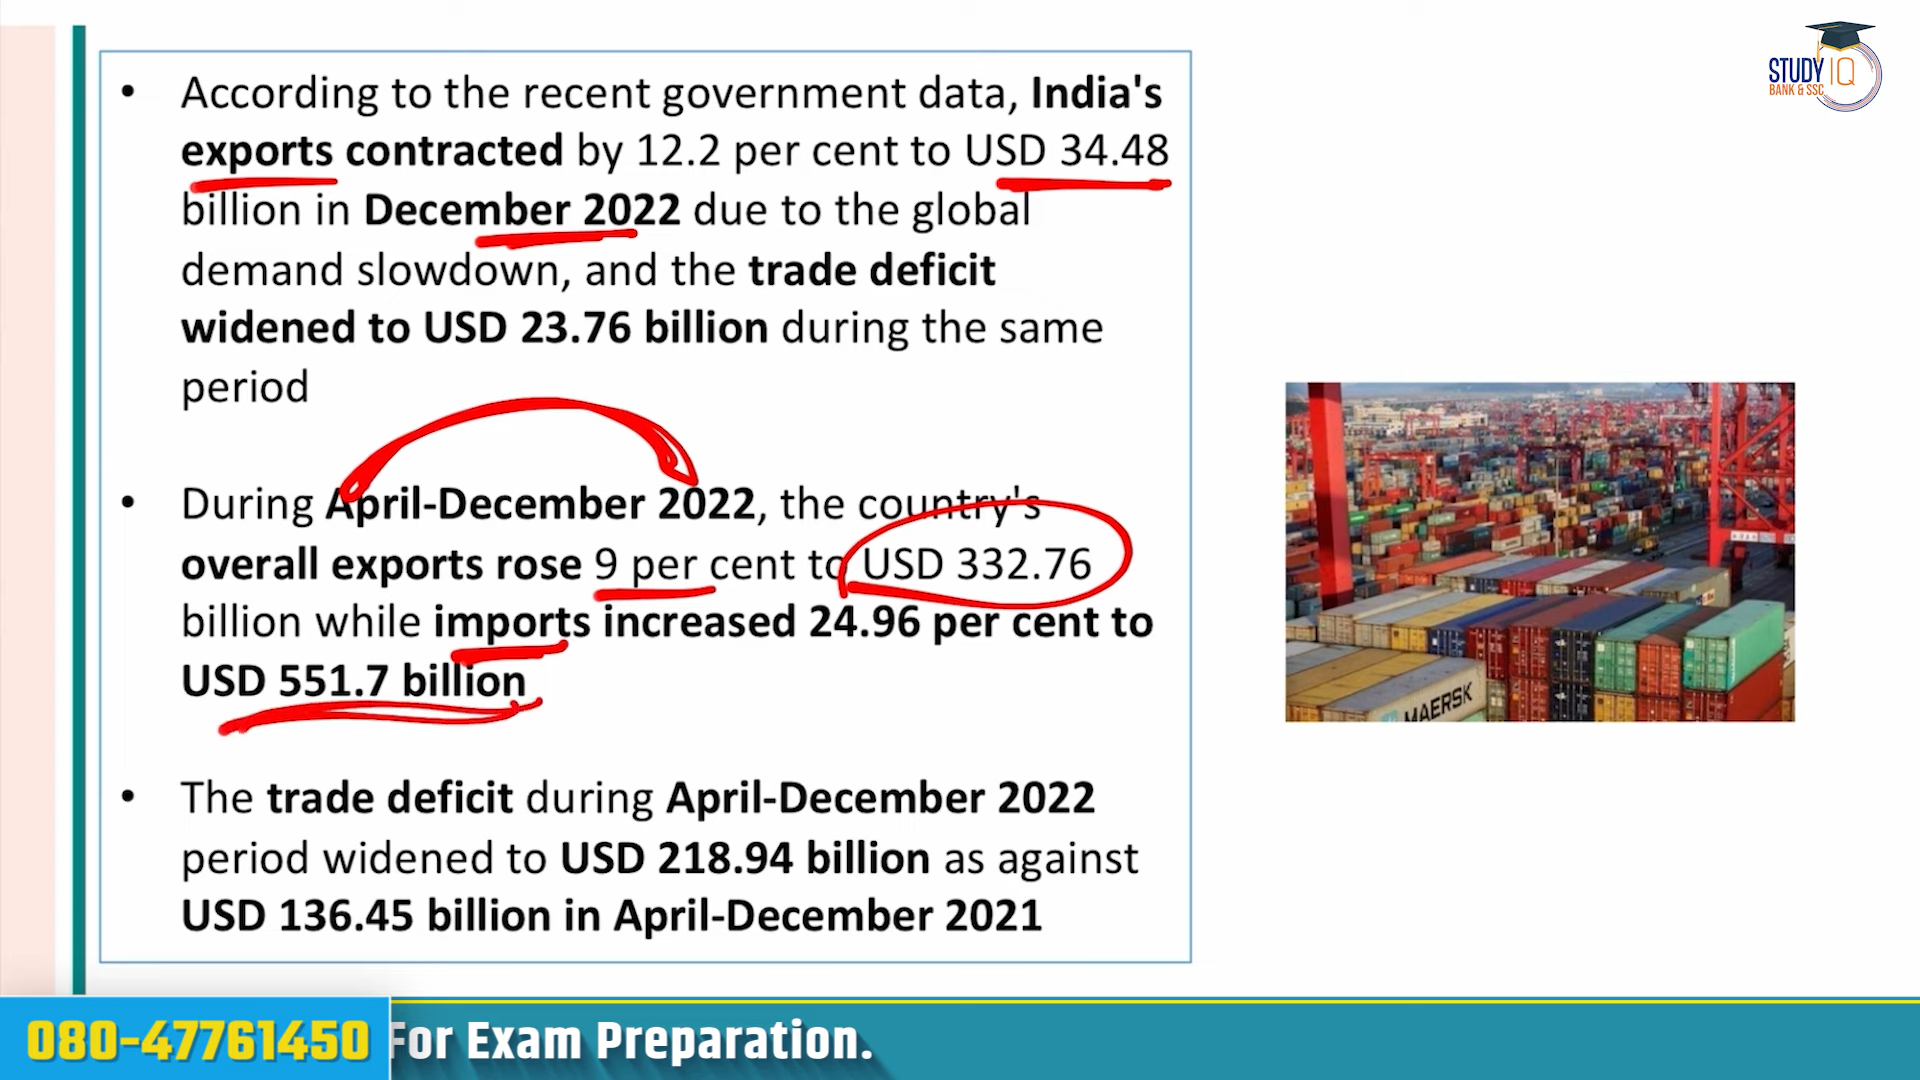 STUDY IQ
BANK & SSC
• According to the recent government data, India's
exports contracted by 12.2 per cent to USD 34.48
billion in December 2022 due to the global
demand slowdown, and the trade deficit
widened to USD 23.76 billion during the same
period
• During April-December 2022, the country's
overall exports rose 9 per cent to USD 332.76
billion while imports increased 24.96 per cent to
USD 551.7 billion
• The trade deficit during April-December 2022
period widened to USD 218.94 billion as against
USD 136.45 billion in April-December 2021
MAERSK
080-47761450 For Exam Preparation.